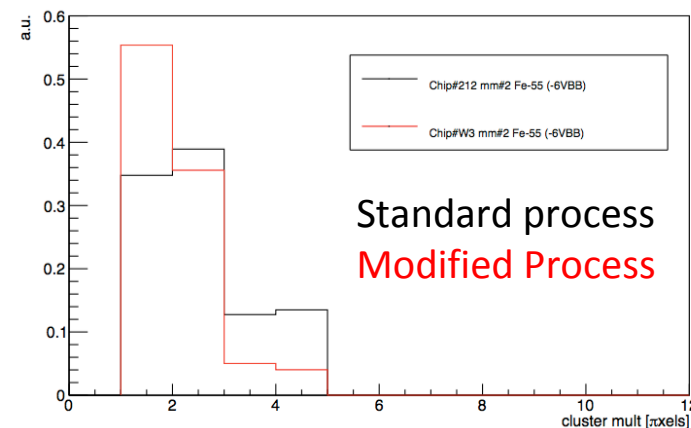 a.u.
0.6
0.5
0.4
0.3
0.2
0.1
0
Chip#212 mm#2 Fe-55 (-6VBB)
Chip#W3 mm#2 Fe-55 (-6VBB)
Standard process
Modified Process
0 2 4 6 8 10 12
cluster mult [πxels]